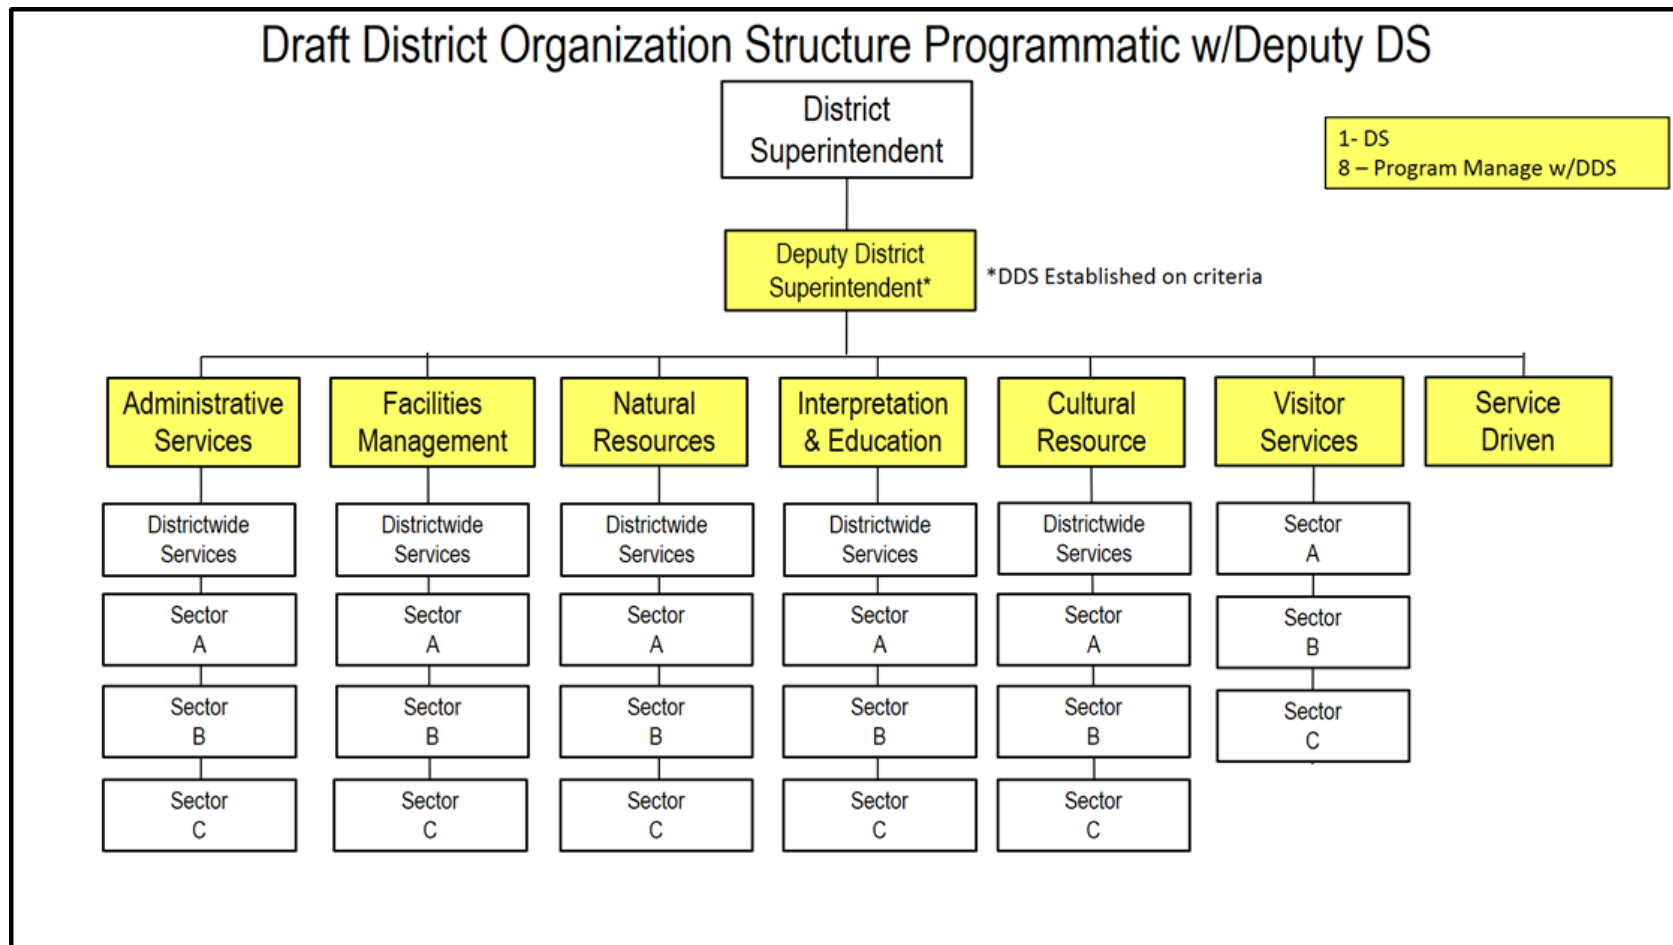 Draft District Organization Structure Programmatic w/Deputy DS
District
Superintendent
1- DS
8 – Program Manage w/DDS
Deputy District
Superintendent*
*DDS Established on criteria
Administrative
Services
Facilities
Management
Natural
Resources
Interpretation
& Education
Cultural
Resource
Visitor
Services
Service
Driven
Districtwide
Services
Districtwide
Services
Districtwide
Services
Districtwide
Services
Districtwide
Services
Sector
A
Sector
A
Sector
A
Sector
A
Sector
A
Sector
A
Sector
B
Sector
B
Sector
B
Sector
B
Sector
B
Sector
B
Sector
C
Sector
C
Sector
C
Sector
C
Sector
C
Sector
C